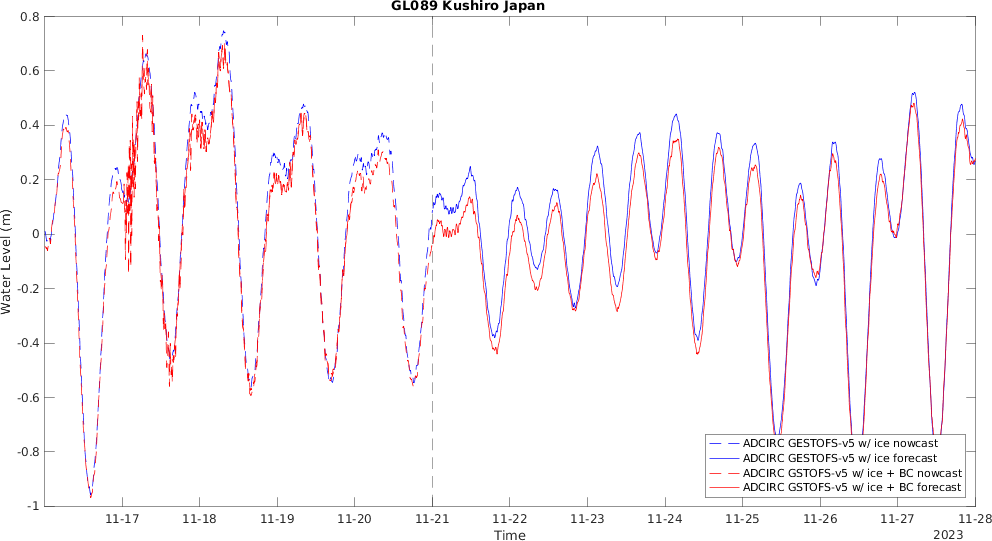 GL089 Kushiro Japan
Water Level (m)
0.8
0.6
0.4
0.2
0
-0.2
-0.4
-0.6
-0.8
-1
ADCIRC GESTOFS-v5 w/ ice nowcast
ADCIRC GESTOFS-v5 w/ ice forecast
ADCIRC GSTOFS-v5 w/ ice + BC nowcast
ADCIRC GSTOFS-v5 w/ ice + BC forecast
11-17 11-18 11-19 11-20 11-21 11-22 11-23 11-24 11-25 11-26 11-27 11-28
Time
2023